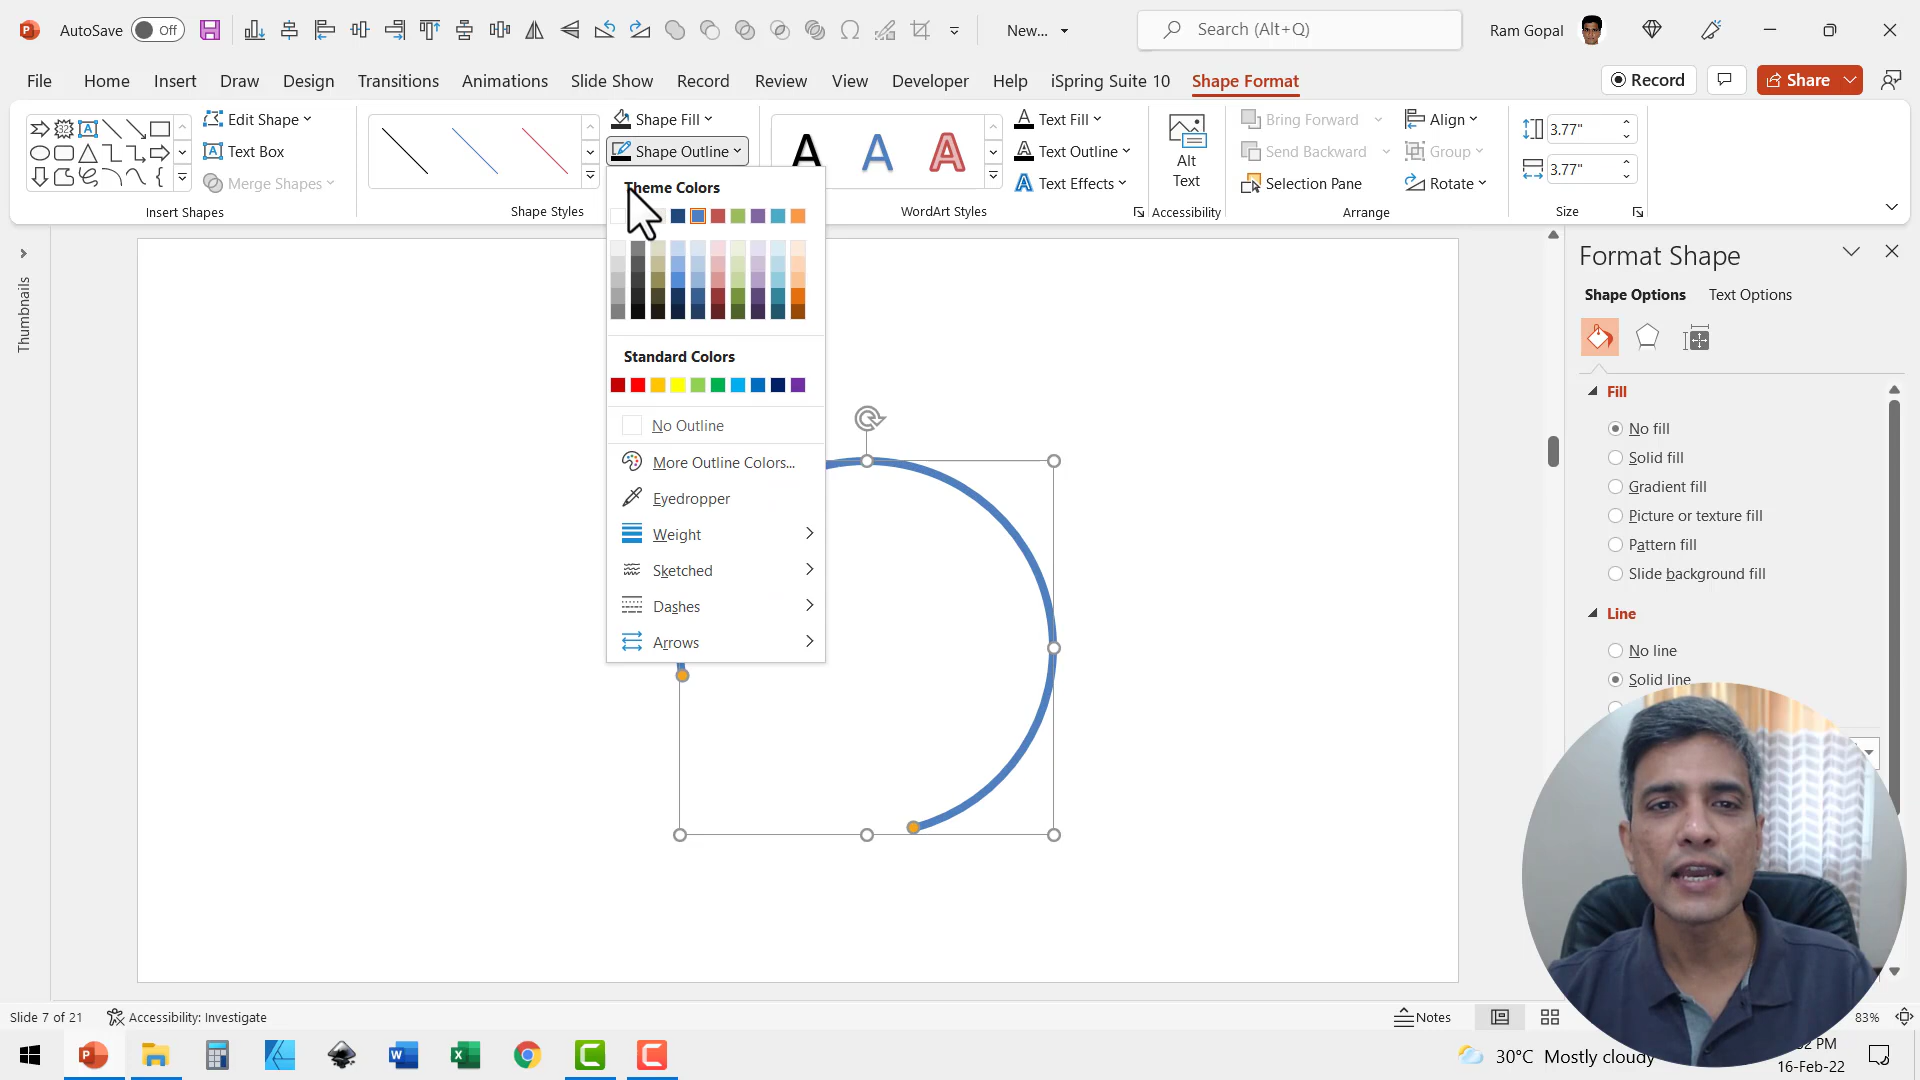 AutoSave
Off
New...
Search (Alt+Q)
Ram Gopal
File
Home
Insert
Draw
Design
Transitions
Animations
Slide Show
Record
Review
View
Developer
Help
iSpring Suite 10
Shape Format
Record
Share
Edit Shape
Text Box
Merge Shapes
Insert Shapes
Shape Styles
Shape Fill
Shape Outline
A
A
A
WordArt Styles
Text Fill
Text Outline
Text Effects
Alt
Text
Accessibility
Bring Forward
Send Backward
Selection Pane
Align
Group
Rotate
Arrange
3.77"
3.77"
Size
Theme Colors
Standard Colors
No Outline
More Outline Colors...
Eyedropper
Weight
Sketched
Dashes
Arrows
Thumbnails
Format Shape
Shape Options
Text Options
Fill
No fill
Solid fill
Gradient fill
Picture or texture fill
Pattern fill
Slide background fill
Line
No line
Solid line
Slide 7 of 21
Accessibility: Investigate
Notes
83%
30°C Mostly cloudy
PM
16-Feb-22